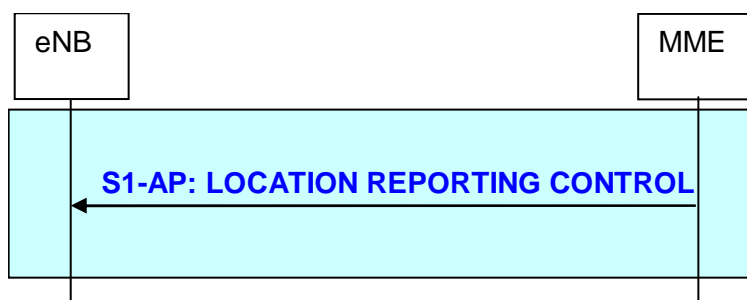 eNB
MME
S1-AP: LOCATION REPORTING CONTROL